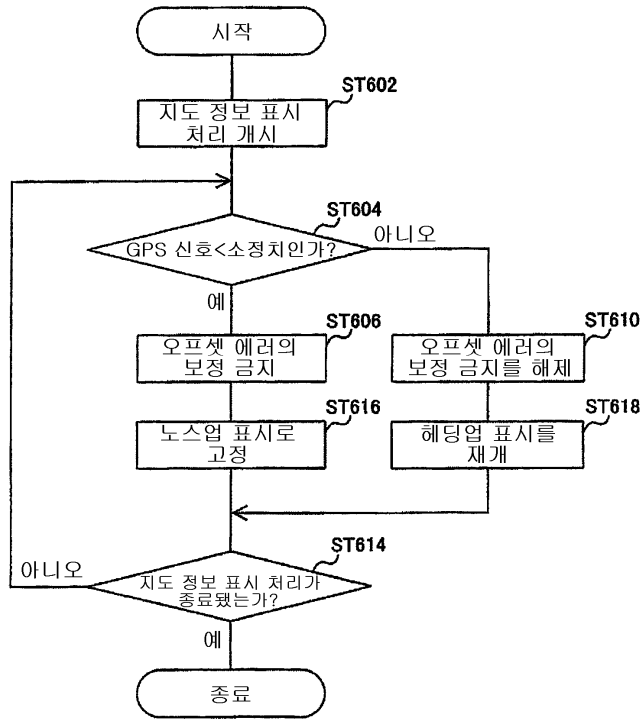 시작
ST602
지도 정보 표시
처리 개시
ST604
GPS 신호<소정치인가?
아니오
예
ST606
오프셋 에러의
보정 금지
ST610
오프셋 에러의
보정 금지를 해제
ST616
노스업 표시로
고정
ST618
헤딩업 표시를
재개
ST614
지도 정보 표시 처리가
종료됐는가?
아니오
예
종료